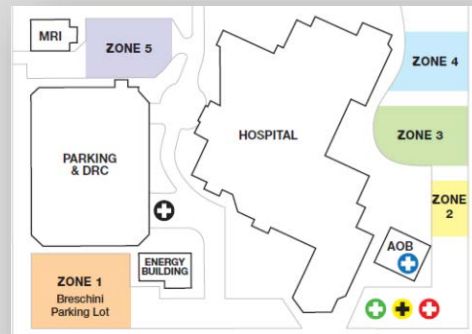 MRI
ZONE 5
ZONE 4
HOSPITAL
ZONE 3
PARKING
& DRC
ZONE
2
AOB
ENERGY
BUILDING
ZONE 1
Breschini
Parking Lot